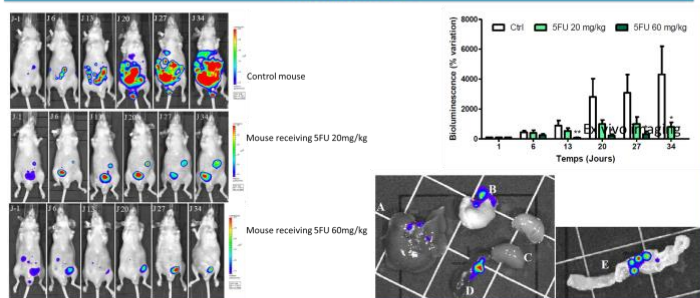 J-1 J 6 J 13 J 20 J 27 J 34
Control mouse
J-1 J 6 J 13 J 20 J 27 J 34
Mouse receiving 5FU 20mg/kg
J-1 J 6 J 13 J 20 J 27 J 34
Mouse receiving 5FU 60mg/kg
Ctrl 5FU 20 mg/kg 5FU 60 mg/kg
Bioluminescence (% variation)
8000
6000
4000
2000
0
1 6 13 20 27 34
Temps (Jours)
Ex vivo imaging
A
B
C
D
E